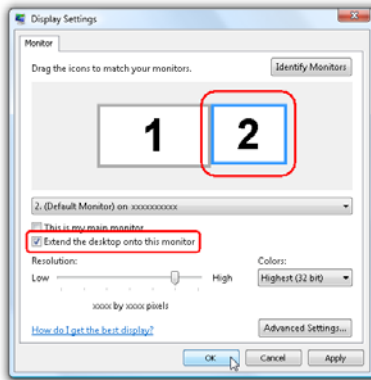 Display Settings
Monitor
Drag the icons to match your monitors.
Identify Monitors
1 2
2. (Default Monitor) on xxxxxxxxxx
This is my main monitor
Extend the desktop onto this monitor
Resolution:
Colors:
Low High
Highest (32 bit)
xxxx by xxxx pixels
How do I get the best display?
Advanced Settings...
OK Cancel Apply